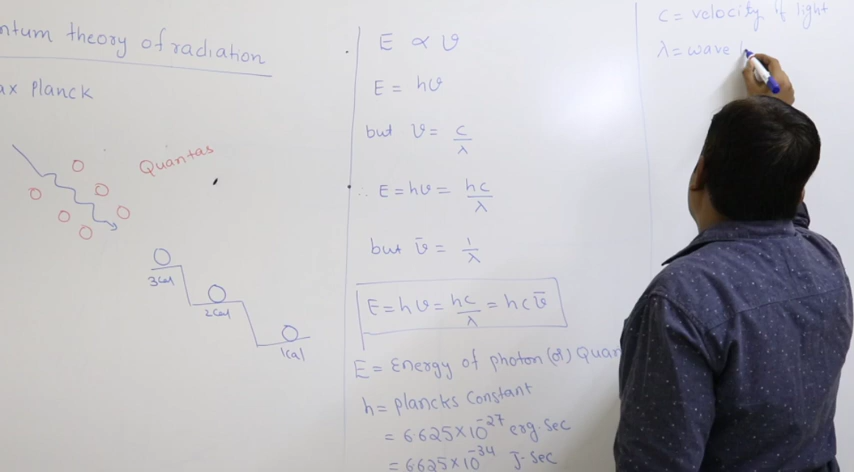 ntum theory of radiation
ax Planck
Quantas
3Cal
2Cal
1Cal
E ∝ υ
E = hυ
but υ = c/λ
∴ E = hυ = hc/λ
but ῡ = 1/λ
E = hυ = hc/λ = hcῡ
E = Energy of photon (or) Quan
h = plancks Constant
= 6.625×10^-27 erg-sec
= 6.625×10^-34 J-sec
C = velocity of light
λ = wave l